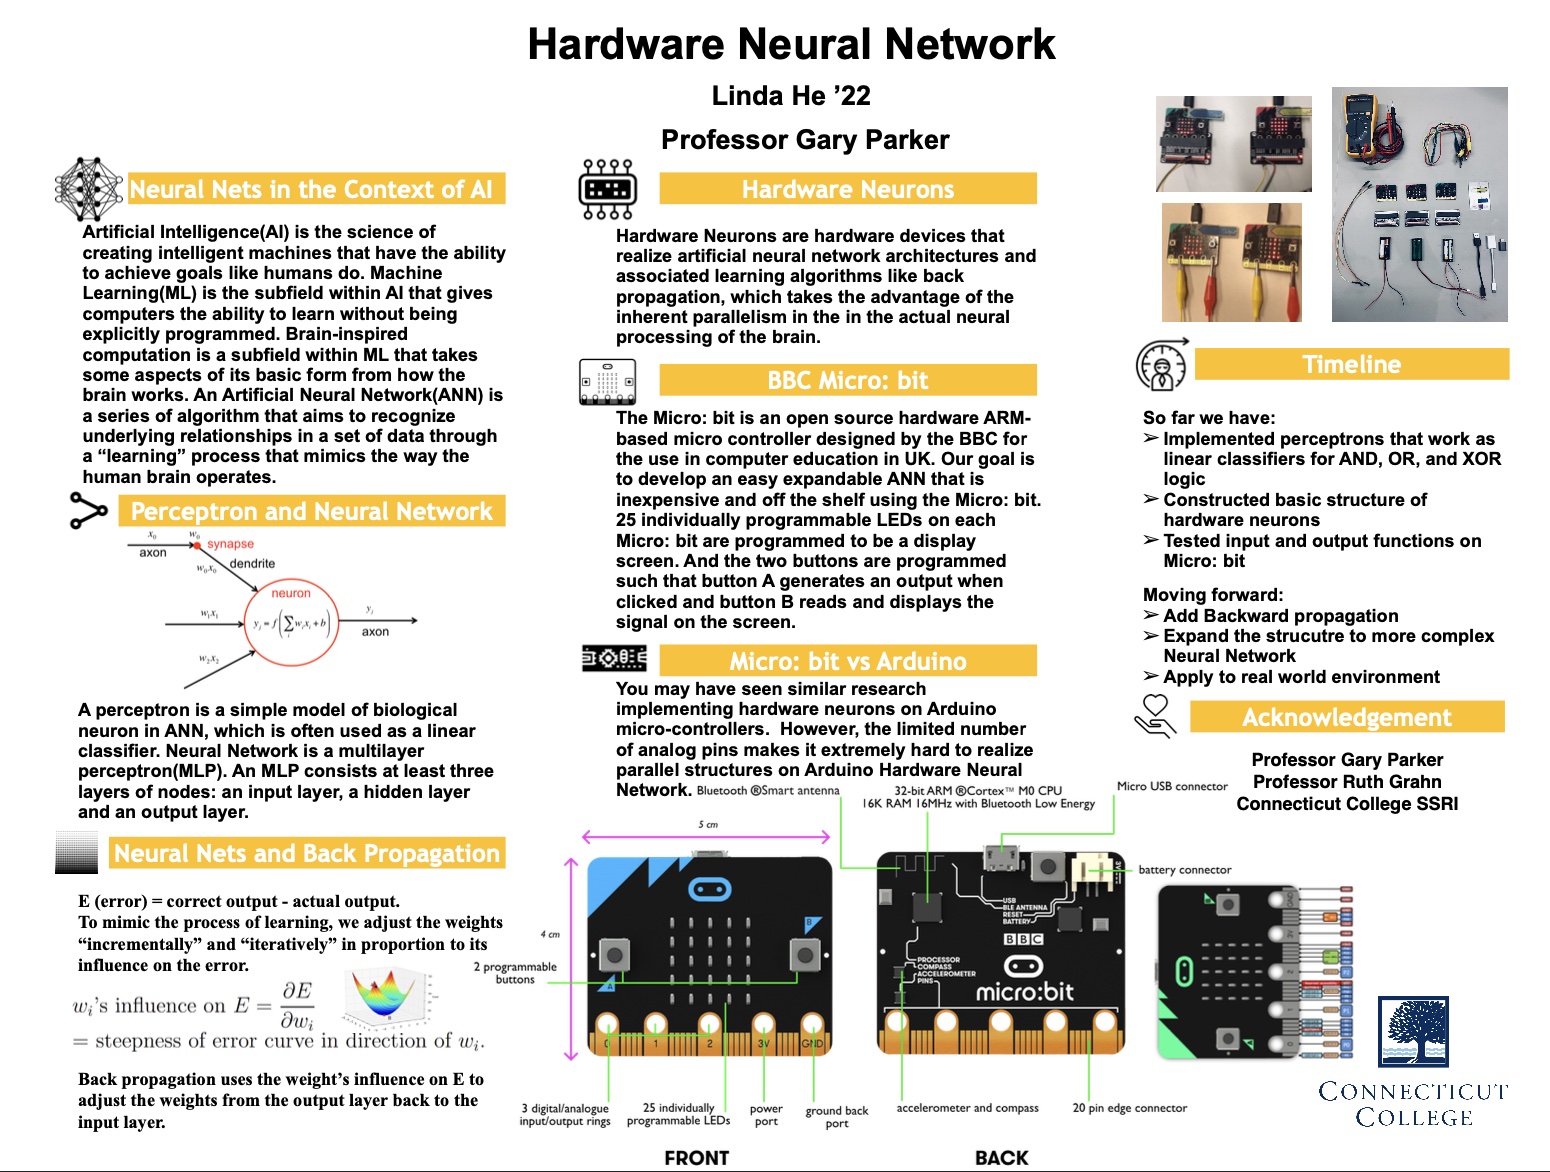 Hardware Neural Network
Linda He ’22
Professor Gary Parker
Neural Nets in the Context of AI
Artificial Intelligence(AI) is the science of
creating intelligent machines that have the ability
to achieve goals like humans do. Machine
Learning(ML) is the subfield within AI that gives
computers the ability to learn without being
explicitly programmed. Brain-inspired
computation is a subfield within ML that takes
some aspects of its basic form from how the
brain works. An Artificial Neural Network(ANN) is
a series of algorithm that aims to recognize
underlying relationships in a set of data through
a “learning” process that mimics the way the
human brain operates.
Perceptron and Neural Network
x₀ w₀
synapse
axon
dendrite
w₀x₀
neuron
w₁x₁
yⱼ = f(∑ᵢ wᵢxᵢ + b)
yⱼ
axon
w₂x₂
A perceptron is a simple model of biological
neuron in ANN, which is often used as a linear
classifier. Neural Network is a multilayer
perceptron(MLP). An MLP consists at least three
layers of nodes: an input layer, a hidden layer
and an output layer.
Neural Nets and Back Propagation
E (error) = correct output - actual output.
To mimic the process of learning, we adjust the weights
“incrementally” and “iteratively” in proportion to its
influence on the error.
wᵢ's influence on E = ∂E/∂wᵢ
= steepness of error curve in direction of wᵢ.
Back propagation uses the weight’s influence on E to
adjust the weights from the output layer back to the
input layer.
Hardware Neurons
Hardware Neurons are hardware devices that
realize artificial neural network architectures and
associated learning algorithms like back
propagation, which takes the advantage of the
inherent parallelism in the in the actual neural
processing of the brain.
BBC Micro: bit
The Micro: bit is an open source hardware ARM-
based micro controller designed by the BBC for
the use in computer education in UK. Our goal is
to develop an easy expandable ANN that is
inexpensive and off the shelf using the Micro: bit.
25 individually programmable LEDs on each
Micro: bit are programmed to be a display
screen. And the two buttons are programmed
such that button A generates an output when
clicked and button B reads and displays the
signal on the screen.
Micro: bit vs Arduino
You may have seen similar research
implementing hardware neurons on Arduino
micro-controllers. However, the limited number
of analog pins makes it extremely hard to realize
parallel structures on Arduino Hardware Neural
Network.
Bluetooth ®Smart antenna
32-bit ARM ®Cortex™ M0 CPU
16K RAM 16MHz with Bluetooth Low Energy
Micro USB connector
battery connector
5 cm
4 cm
2 programmable
buttons
B
A
0 1 2 3V GND
3 digital/analogue
input/output rings
25 individually
programmable LEDs
power
port
ground back
port
FRONT
USB
BLE ANTENNA
RESET
BATTERY
BBC
PROCESSOR
COMPASS
ACCELEROMETER
PINS
micro:bit
accelerometer and compass
20 pin edge connector
BACK
Timeline
So far we have:
➢ Implemented perceptrons that work as
linear classifiers for AND, OR, and XOR
logic
➢ Constructed basic structure of
hardware neurons
➢ Tested input and output functions on
Micro: bit
Moving forward:
➢ Add Backward propagation
➢ Expand the strucutre to more complex
Neural Network
➢ Apply to real world environment
Acknowledgement
Professor Gary Parker
Professor Ruth Grahn
Connecticut College SSRI
CONNECTICUT
COLLEGE